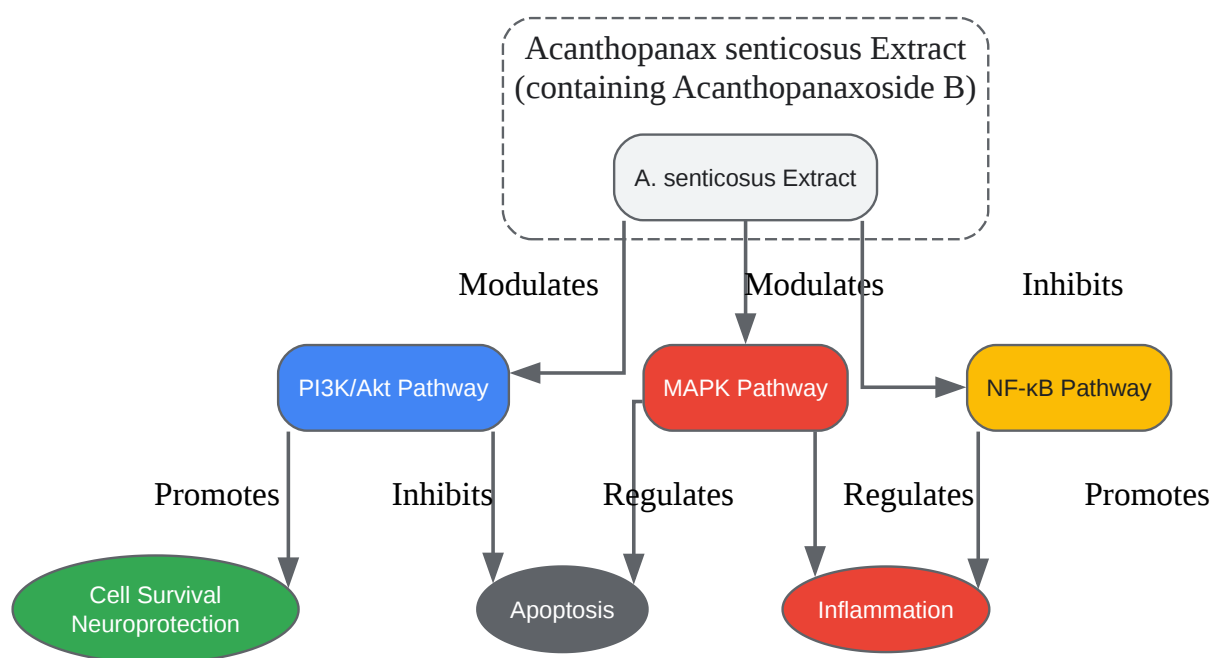 Acanthopanax senticosus Extract
(containing Acanthopanaxoside B)
A. senticosus Extract
Modulates
Modulates
Inhibits
PI3K/Akt Pathway
MAPK Pathway
NF-κB Pathway
Promotes
Inhibits
Regulates
Regulates
Promotes
Cell Survival
Neuroprotection
Apoptosis
Inflammation